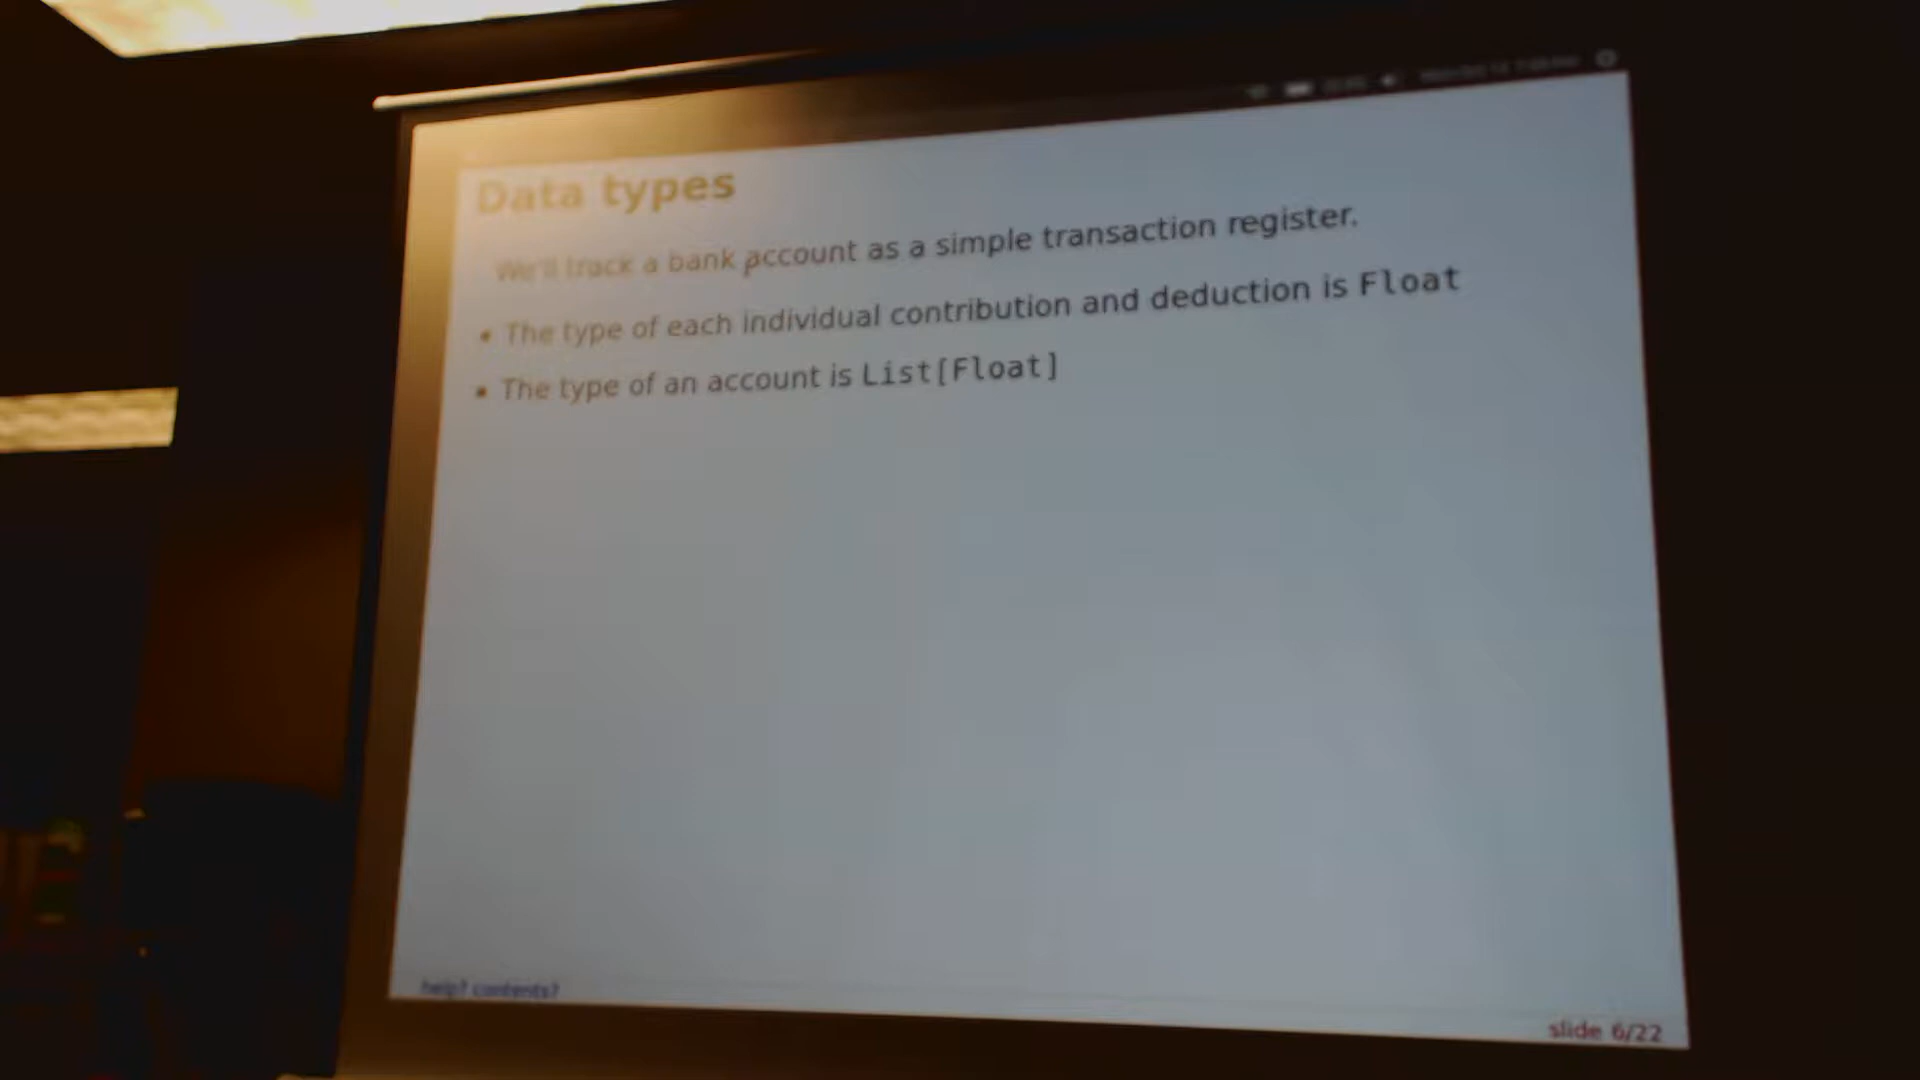 Data types
We'll track a bank account as a simple transaction register.
• The type of each individual contribution and deduction is Float
• The type of an account is List[Float]
help? contents?
slide 6/22